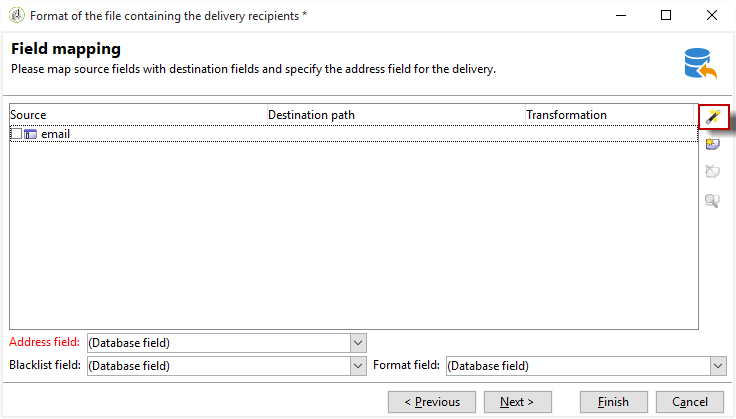 Format of the file containing the delivery recipients *
Field mapping
Please map source fields with destination fields and specify the address field for the delivery.
Source Destination path Transformation
email
Address field: (Database field)
Blacklist field: (Database field) Format field: (Database field)
< Previous Next > Finish Cancel